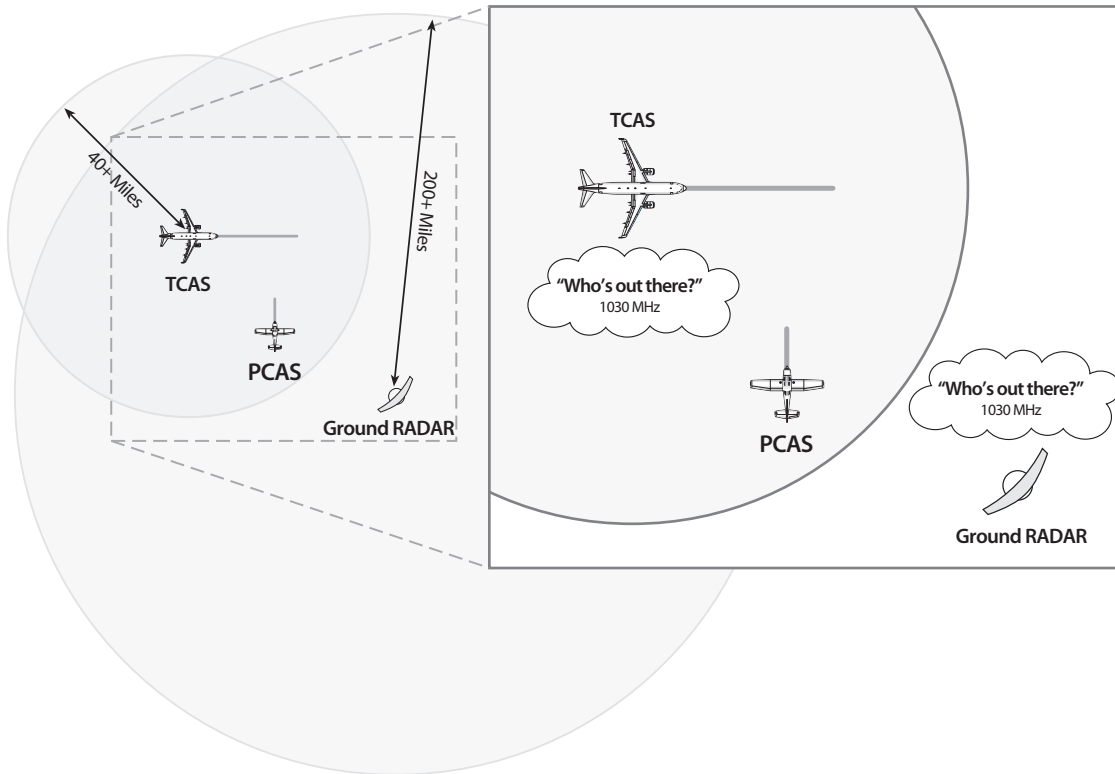 40+ Miles
TCAS
200+ Miles
PCAS
Ground RADAR
TCAS
“Who’s out there?”
1030 MHz
PCAS
“Who’s out there?”
1030 MHz
Ground RADAR